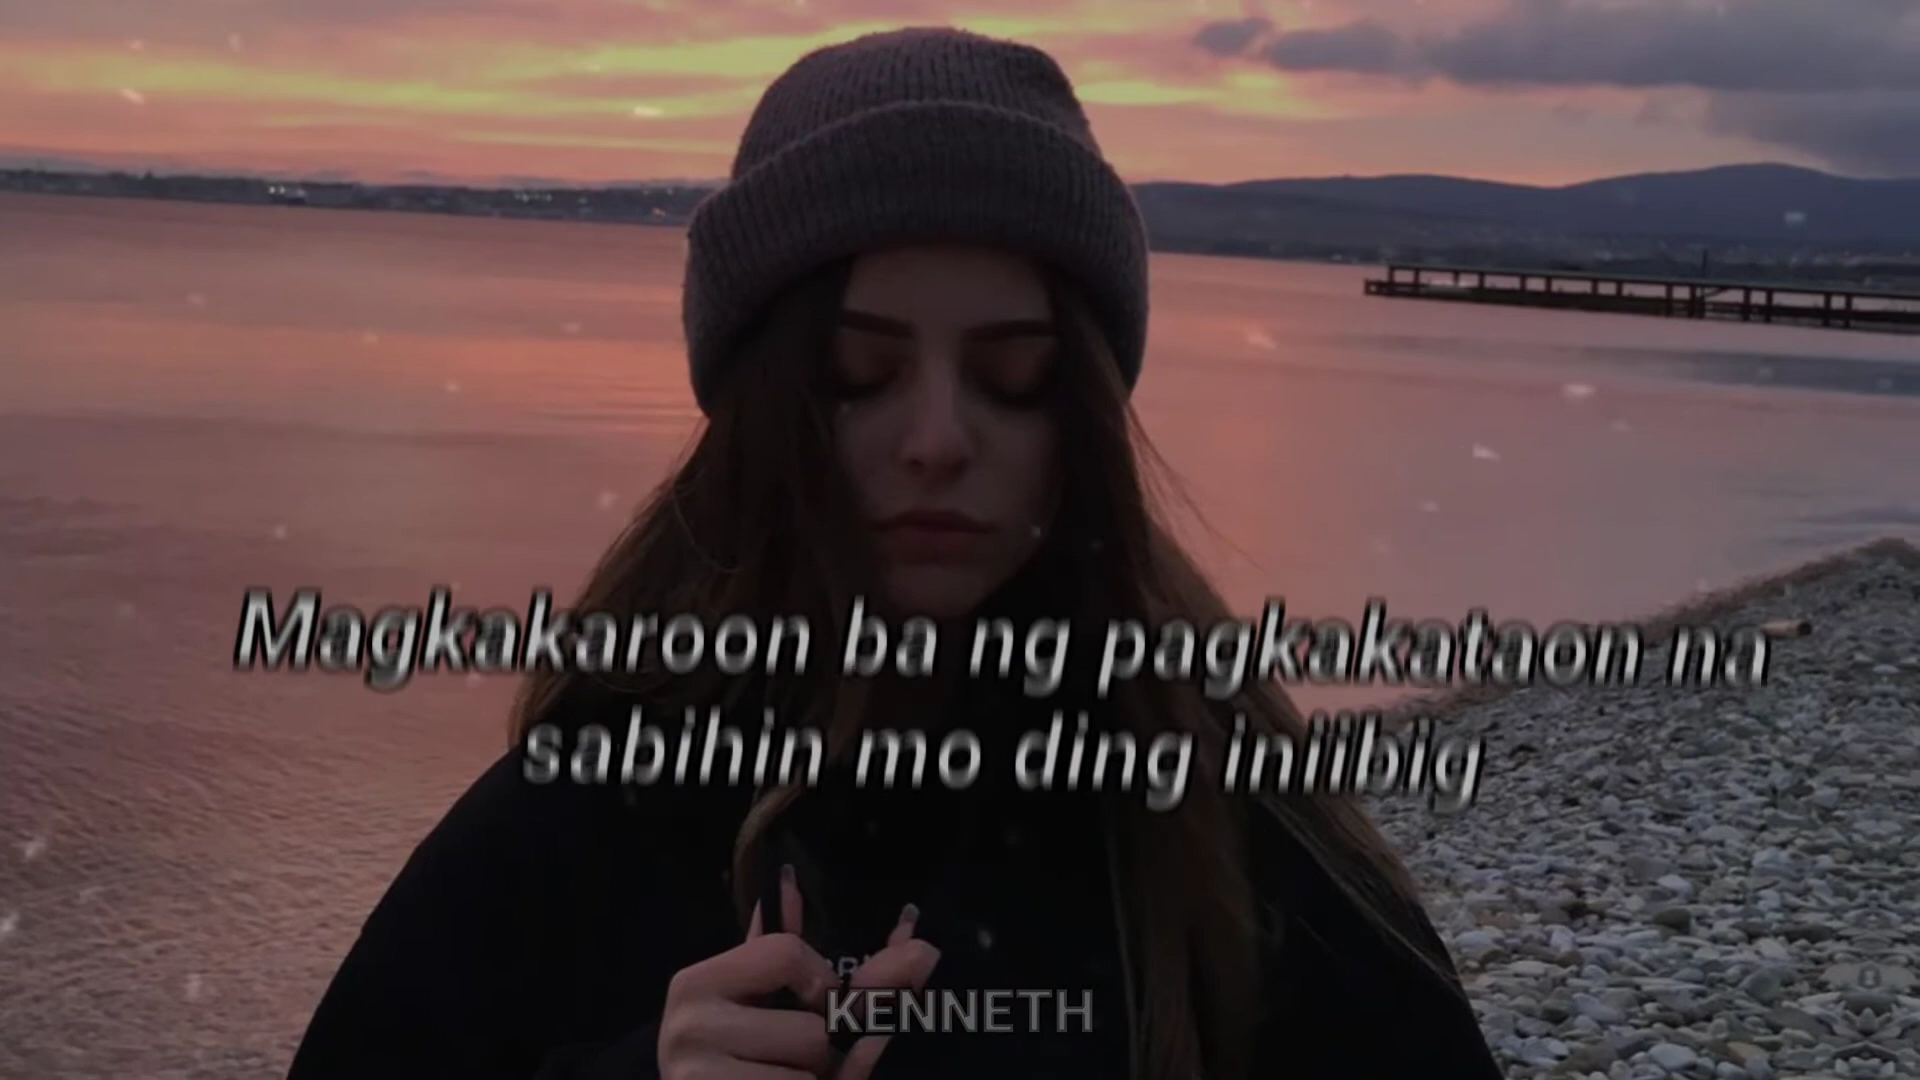 Magkakaroon ba ng pagkakataon na
sabihin mo ding iniibig
KENNETH